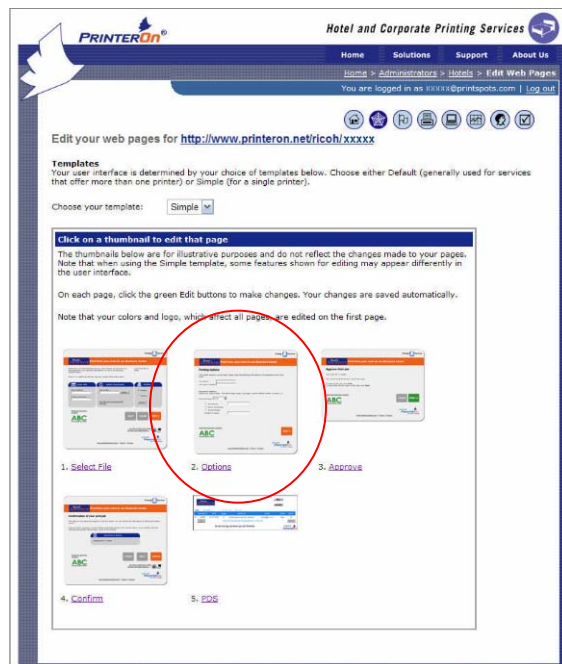 PRINTERON®
Hotel and Corporate Printing Services
Home Solutions Support About Us
Home > Administrators > Hotels > Edit Web Pages
You are logged in as xxxxx@printspots.com | Log out
Edit your web pages for http://www.printeron.net/ricoh/xxxxx
Templates
Your user interface is determined by your choice of templates below. Choose either Default (generally used for services
that offer more than one printer) or Simple (for a single printer).
Choose your template: Simple
Click on a thumbnail to edit that page
The thumbnails below are for illustrative purposes and do not reflect the changes made to your pages.
Note that when using the Simple template, some features shown for editing may appear differently in
the user interface.
On each page, click the green Edit buttons to make changes. Your changes are saved automatically.
Note that your colors and logo, which affect all pages, are edited on the first page.
ABC
ABC
ABC
1. Select File
2. Options
3. Approve
ABC
4. Confirm
5. PDS